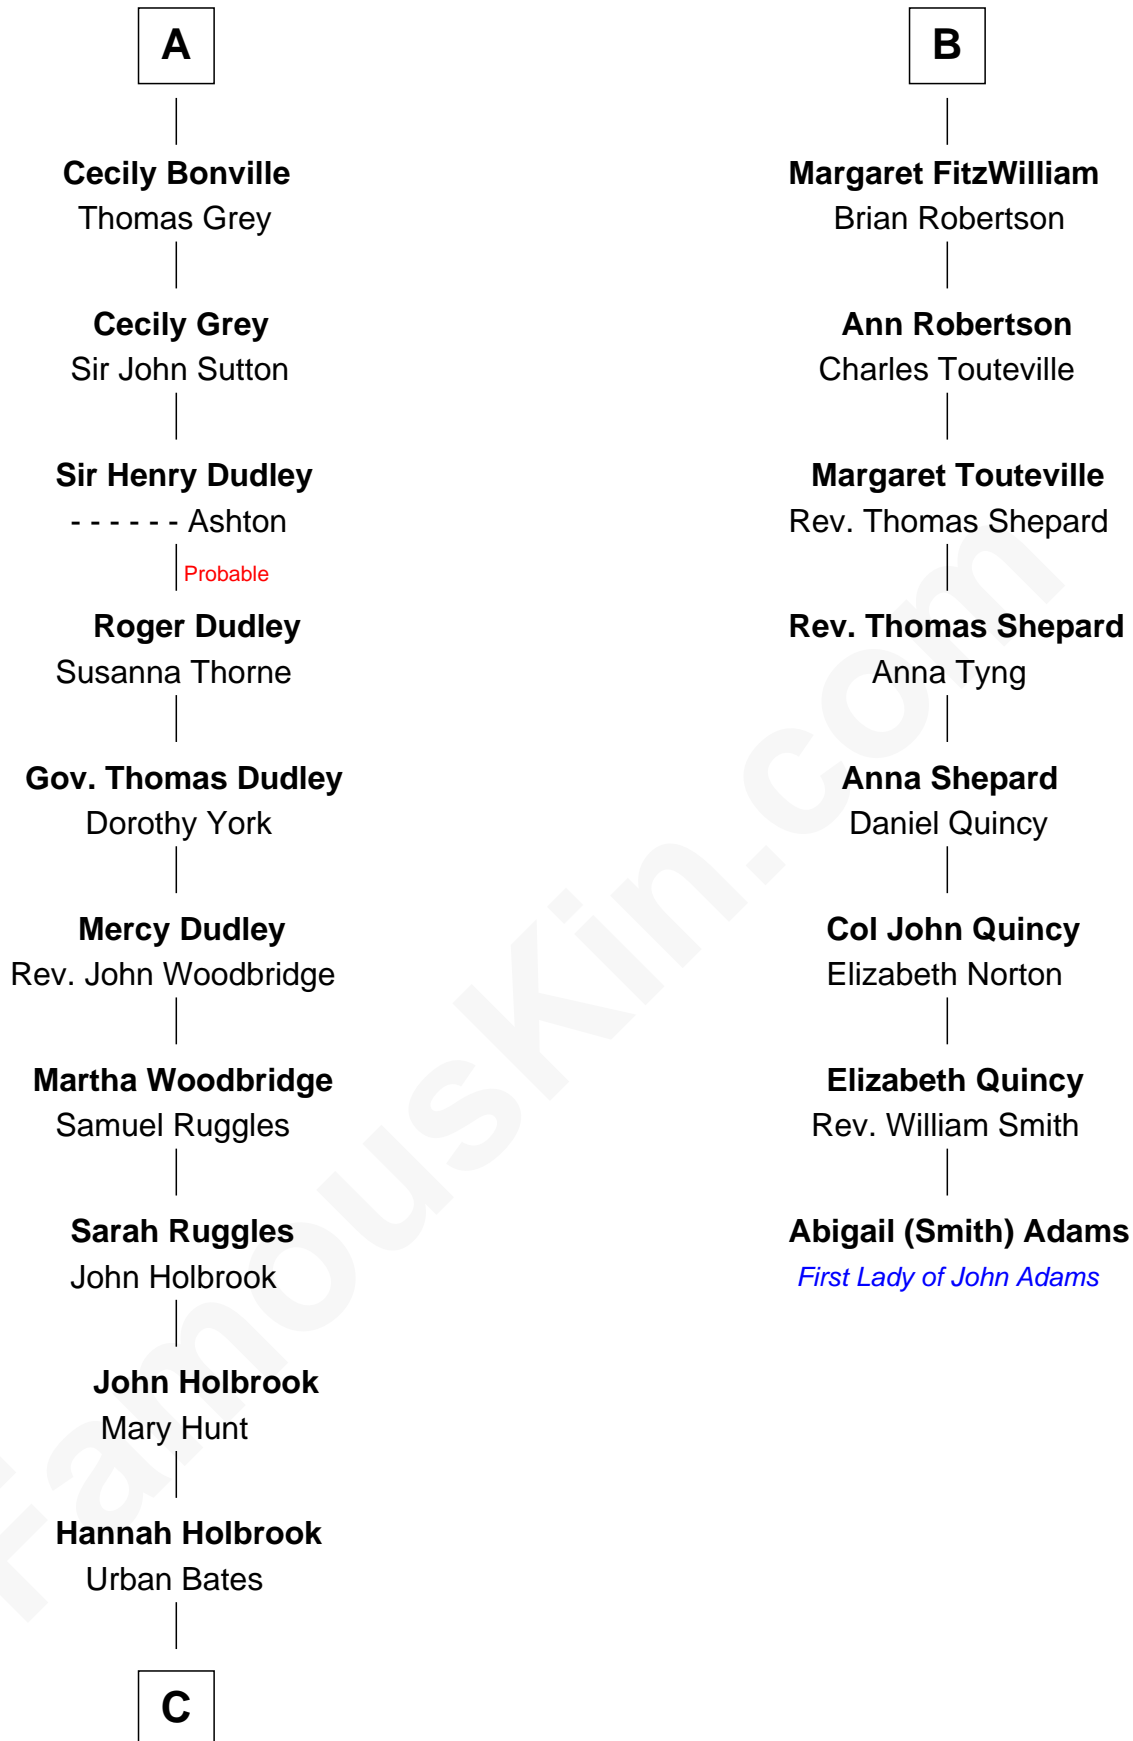 A
Cecily Bonville
Thomas Grey
Cecily Grey
Sir John Sutton
Sir Henry Dudley
- - - - - - Ashton
Probable
Roger Dudley
Susanna Thorne
Gov. Thomas Dudley
Dorothy York
Mercy Dudley
Rev. John Woodbridge
Martha Woodbridge
Samuel Ruggles
Sarah Ruggles
John Holbrook
John Holbrook
Mary Hunt
Hannah Holbrook
Urban Bates
C
B
Margaret FitzWilliam
Brian Robertson
Ann Robertson
Charles Touteville
Margaret Touteville
Rev. Thomas Shepard
Rev. Thomas Shepard
Anna Tyng
Anna Shepard
Daniel Quincy
Col John Quincy
Elizabeth Norton
Elizabeth Quincy
Rev. William Smith
Abigail (Smith) Adams
First Lady of John Adams
FamousKin.com